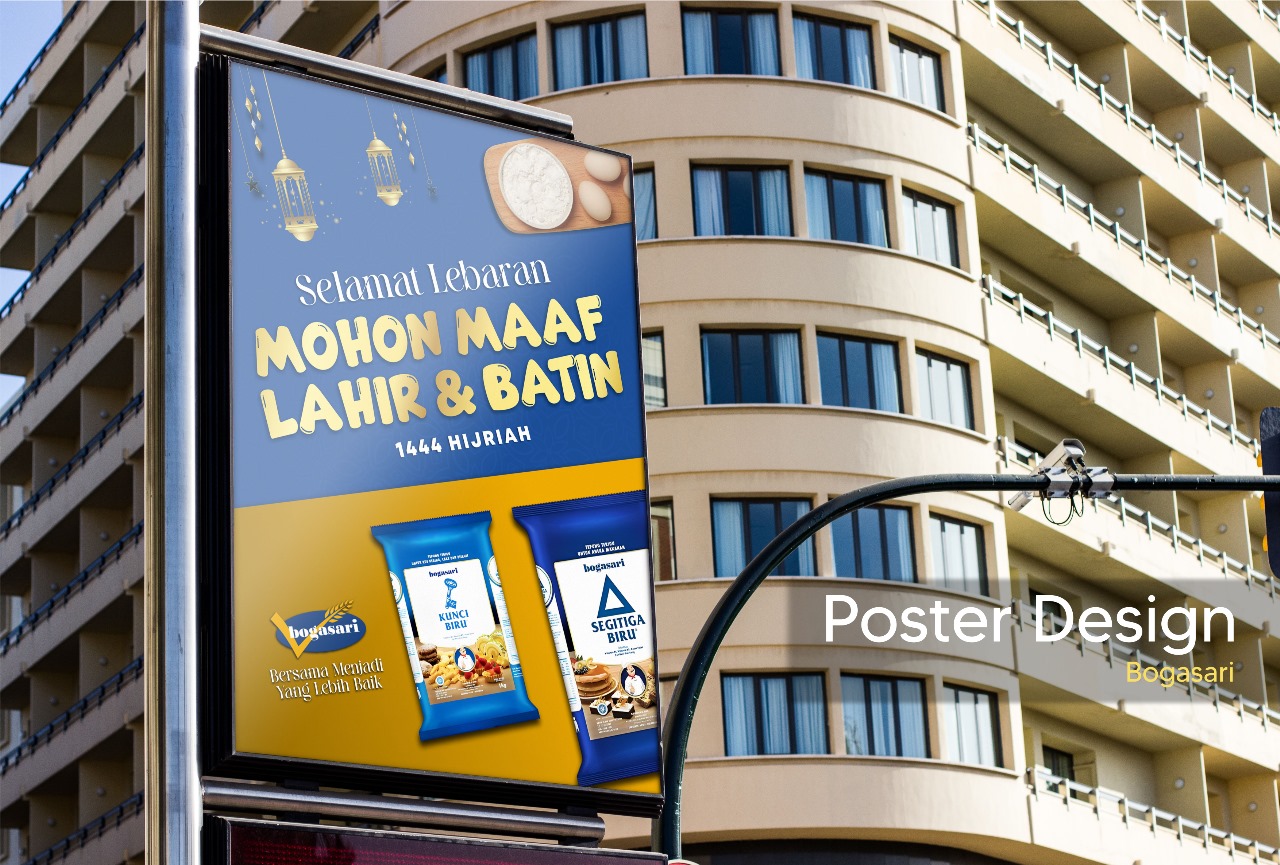 Selamat Lebaran
MOHON MAAF
LAHIR & BATIN
1444 HIJRIAH
bogasari
Bersama Menjadi
Yang Lebih Baik
bogasari
KUNCI
BIRU
1kg
bogasari
SEGITIGA
BIRU
Poster Design
Bogasari